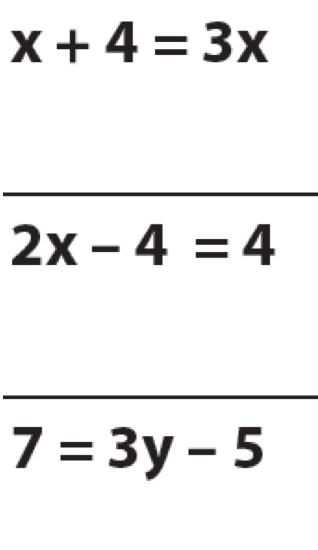 x + 4 = 3x
2x – 4 = 4
7 = 3y – 5